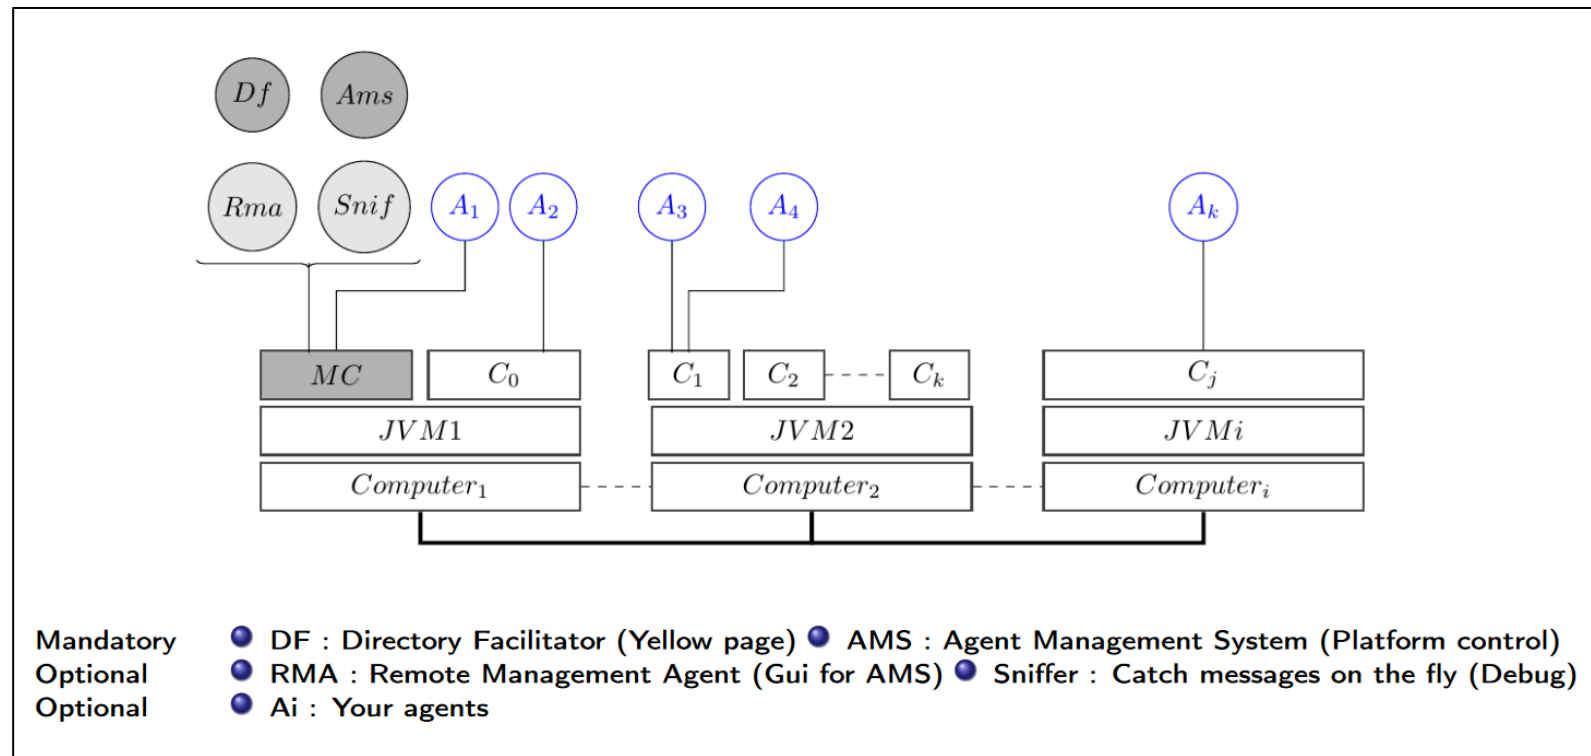 Df Ams
Rma Snif A1 A2 A3 A4 Ak
MC C0 C1 C2 Ck Cj
JVM1 JVM2 JVMi
Computer1 Computer2 Computeri
Mandatory DF : Directory Facilitator (Yellow page) AMS : Agent Management System (Platform control)
Optional RMA : Remote Management Agent (Gui for AMS) Sniffer : Catch messages on the fly (Debug)
Optional Ai : Your agents